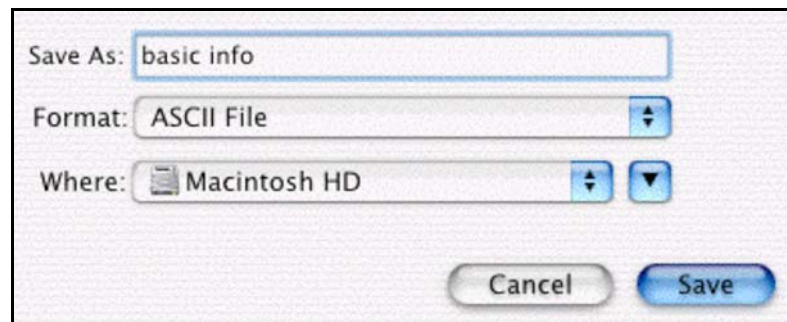 Save As: basic info
Format: ASCII File
Where: Macintosh HD
Cancel Save